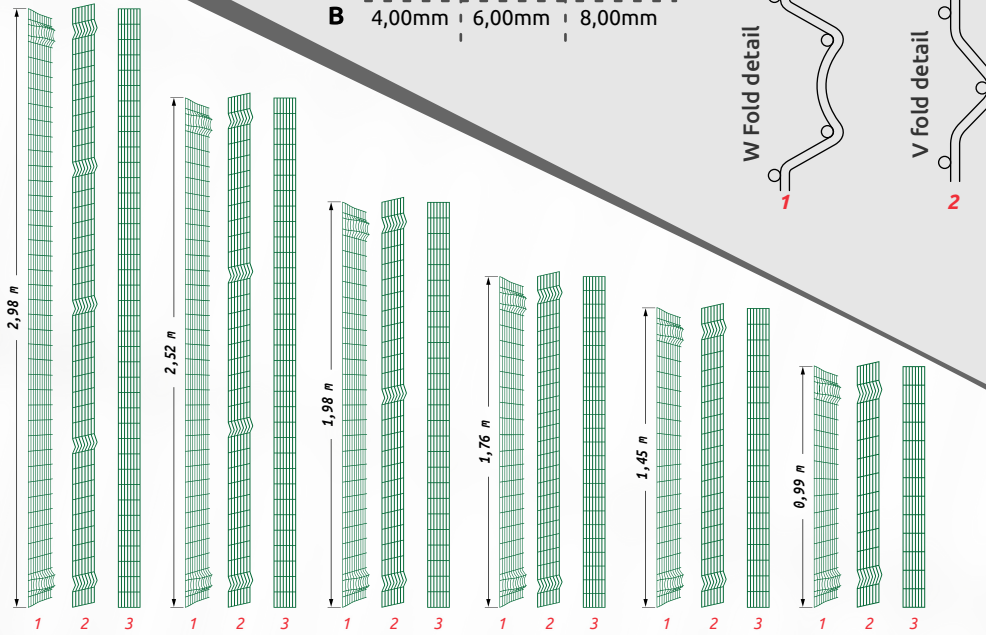 B
4,00mm 6,00mm 8,00mm
W Fold detail
1
V Fold detail
2
2,98 m
1 2 3
2,52 m
1 2 3
1,98 m
1 2 3
1,76 m
1 2 3
1,45 m
1 2 3
0,99 m
1 2 3